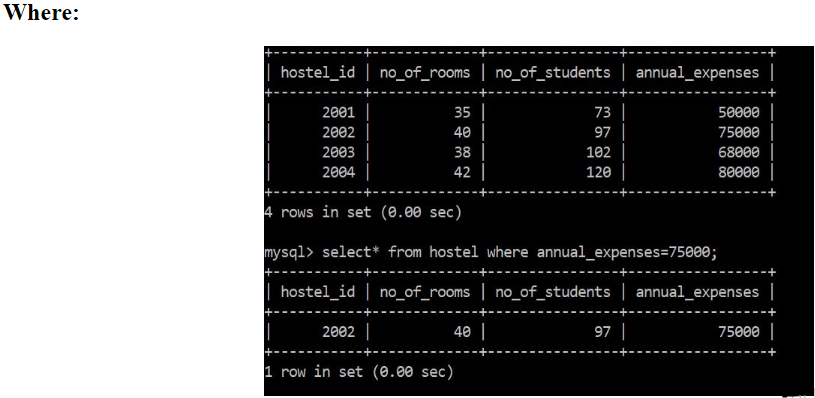 Where:
+-----------+-------------+----------------+-----------------+
| hostel_id | no_of_rooms | no_of_students | annual_expenses |
+-----------+-------------+----------------+-----------------+
|      2001 |          35 |             73 |           50000 |
|      2002 |          40 |             97 |           75000 |
|      2003 |          38 |            102 |           68000 |
|      2004 |          42 |            120 |           80000 |
+-----------+-------------+----------------+-----------------+
4 rows in set (0.00 sec)
mysql> select* from hostel where annual_expenses=75000;
+-----------+-------------+----------------+-----------------+
| hostel_id | no_of_rooms | no_of_students | annual_expenses |
+-----------+-------------+----------------+-----------------+
|      2002 |          40 |             97 |           75000 |
+-----------+-------------+----------------+-----------------+
1 row in set (0.00 sec)